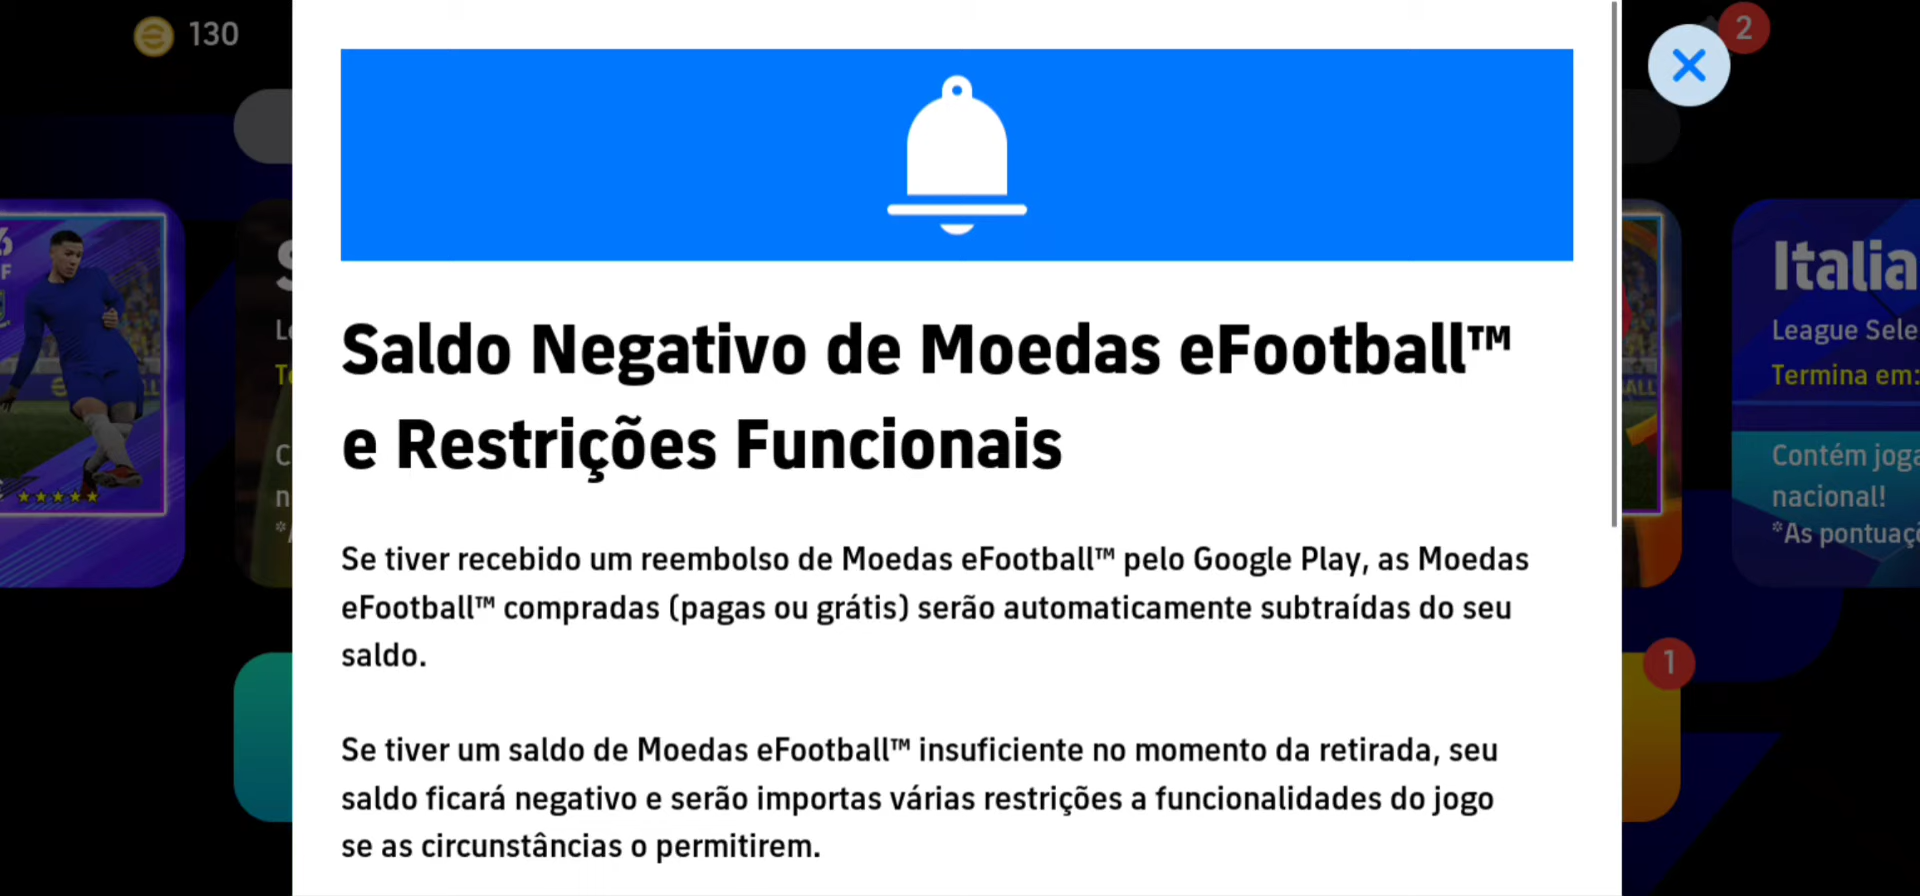 130
2
Saldo Negativo de Moedas eFootball™
e Restrições Funcionais
Se tiver recebido um reembolso de Moedas eFootball™ pelo Google Play, as Moedas
eFootball™ compradas (pagas ou grátis) serão automaticamente subtraídas do seu
saldo.
Se tiver um saldo de Moedas eFootball™ insuficiente no momento da retirada, seu
saldo ficará negativo e serão importas várias restrições a funcionalidades do jogo
se as circunstâncias o permitirem.
Italia
League Sele
Termina em:
Contém joga
nacional!
*As pontuaçõ
1